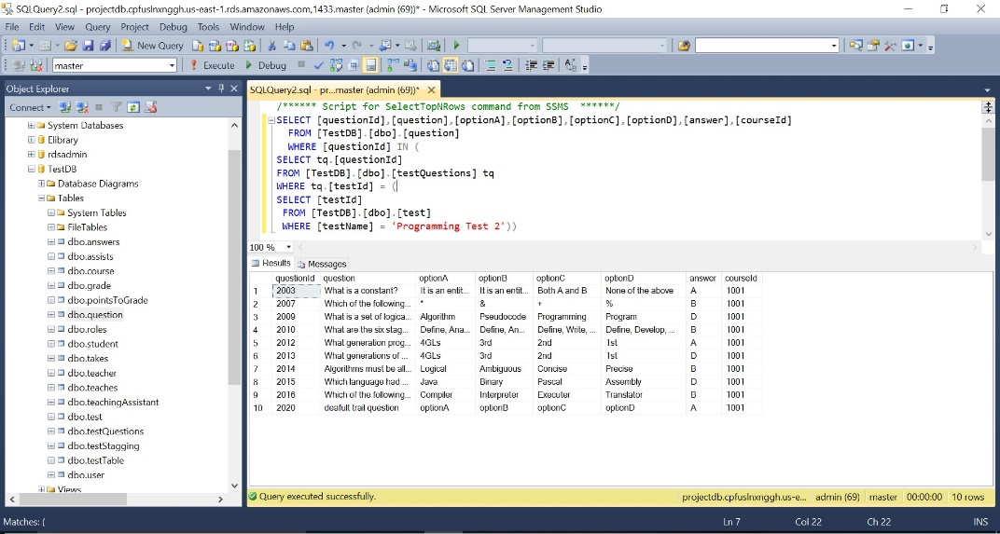 SQLQuery2.sql - projectdb.cpfuslnxnggh.us-east-1.rds.amazonaws.com,1433.master (admin (69))* - Microsoft SQL Server Management Studio
File Edit View Query Project Debug Tools Window Help
New Query
master Execute Debug
Object Explorer
SQLQuery2.sql - pr...master (admin (69))*
Connect
System Databases
Elibrary
rdsadmin
TestDB
Database Diagrams
Tables
System Tables
FileTables
dbo.answers
dbo.assists
dbo.course
dbo.grade
dbo.pointsToGrade
dbo.question
dbo.roles
dbo.student
dbo.takes
dbo.teacher
dbo.teaches
dbo.teachingAssistant
dbo.test
dbo.testQuestions
dbo.testStagging
dbo.testTable
dbo.user
Views
/****** Script for SelectTopNRows command from SSMS ******/
SELECT [questionId],[question],[optionA],[optionB],[optionC],[optionD],[answer],[courseId]
FROM [TestDB].[dbo].[question]
WHERE [questionId] IN (
SELECT tq.[questionId]
FROM [TestDB].[dbo].[testQuestions] tq
WHERE tq.[testId] = (
SELECT [testId]
FROM [TestDB].[dbo].[test]
WHERE [testName] = 'Programming Test 2'))
100 %
Results Messages
questionId question optionA optionB optionC optionD answer courseId
1 2003 What is a constant? It is an entit... It is an entit... Both A and B None of the above A 1001
2 2007 Which of the following... * & + % B 1001
3 2009 What is a set of logica... Algorithm Pseudocode Programming Program D 1001
4 2010 What are the six stag... Define, Ana... Define, An... Define, Write, ... Define, Develop, ... B 1001
5 2012 What generation prog... 4GLs 3rd 2nd 1st A 1001
6 2013 What generations of ... 4GLs 3rd 2nd 1st D 1001
7 2014 Algorithms must be all... Logical Ambiguous Concise Precise B 1001
8 2015 Which language had ... Java Binary Pascal Assembly D 1001
9 2016 Which of the following... Compiler Interpreter Executer Translator B 1001
10 2020 deafult trail question optionA optionB optionC optionD A 1001
Query executed successfully. projectdb.cpfuslnxnggh.us-e... admin (69) master 00:00:00 10 rows
Matches: ( Ln 7 Col 22 Ch 22 INS